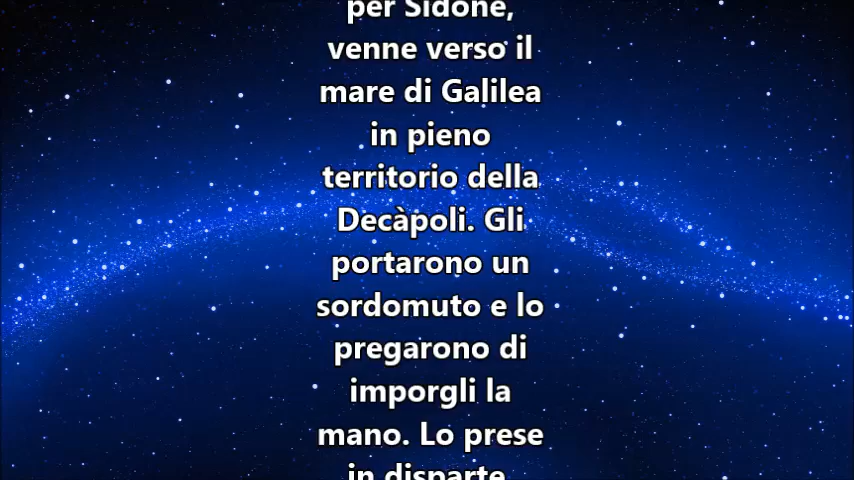 per Sidone,
venne verso il
mare di Galilea
in pieno
territorio della
Decàpoli. Gli
portarono un
sordomuto e lo
pregarono di
imporgli la
mano. Lo prese
in disparte